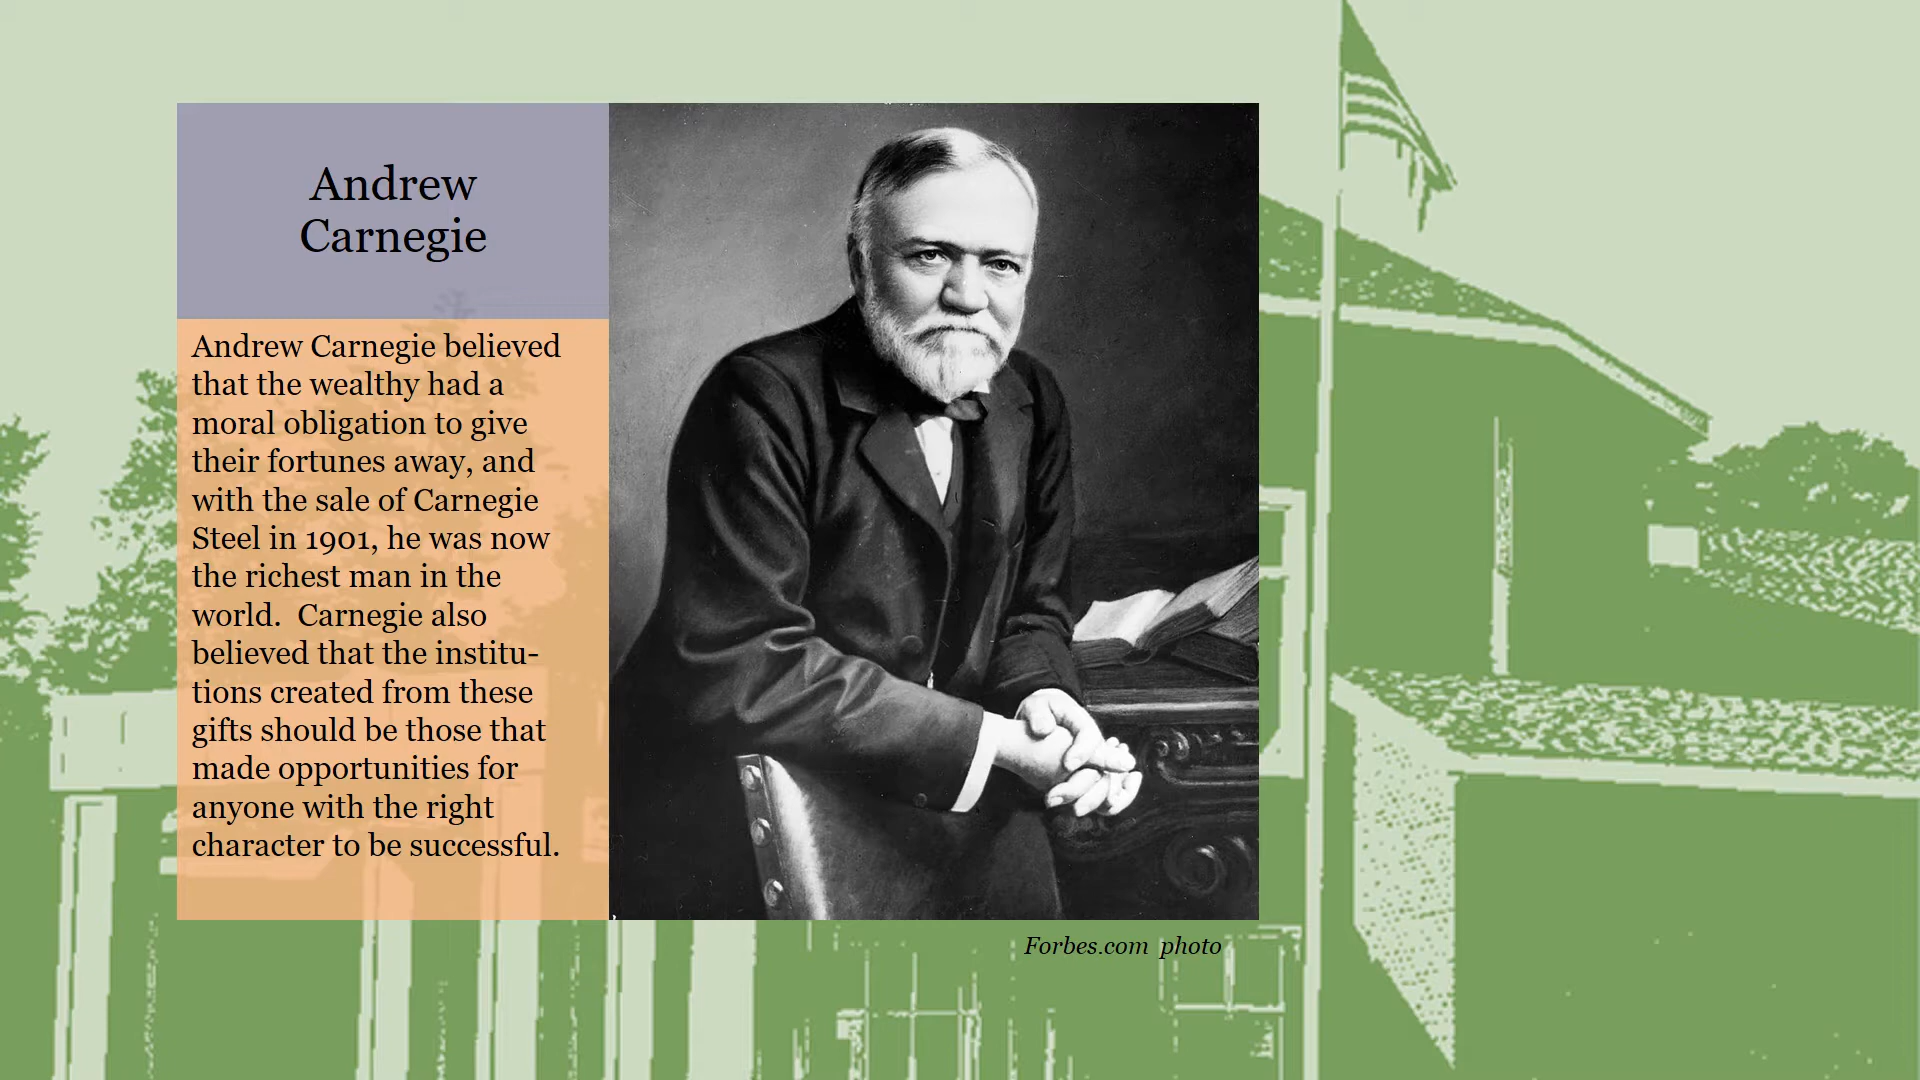 Andrew
Carnegie
Andrew Carnegie believed
that the wealthy had a
moral obligation to give
their fortunes away, and
with the sale of Carnegie
Steel in 1901, he was now
the richest man in the
world.  Carnegie also
believed that the institu-
tions created from these
gifts should be those that
made opportunities for
anyone with the right
character to be successful.
Forbes.com photo